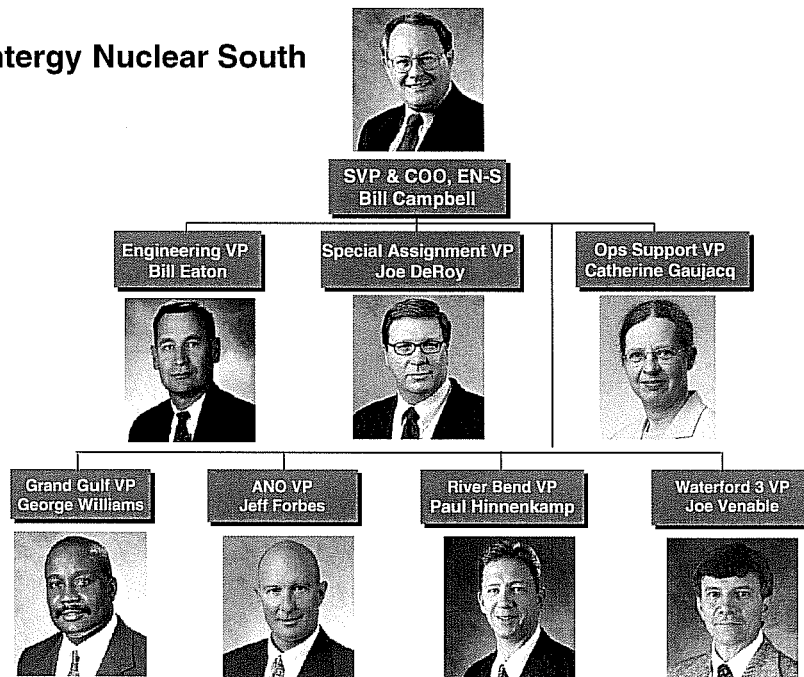 ntergy Nuclear South
SVP & COO, EN-S
Bill Campbell
Engineering VP
Bill Eaton
Special Assignment VP
Joe DeRoy
Ops Support VP
Catherine Gaujacq
Grand Gulf VP
George Williams
ANO VP
Jeff Forbes
River Bend VP
Paul Hinnenkamp
Waterford 3 VP
Joe Venable